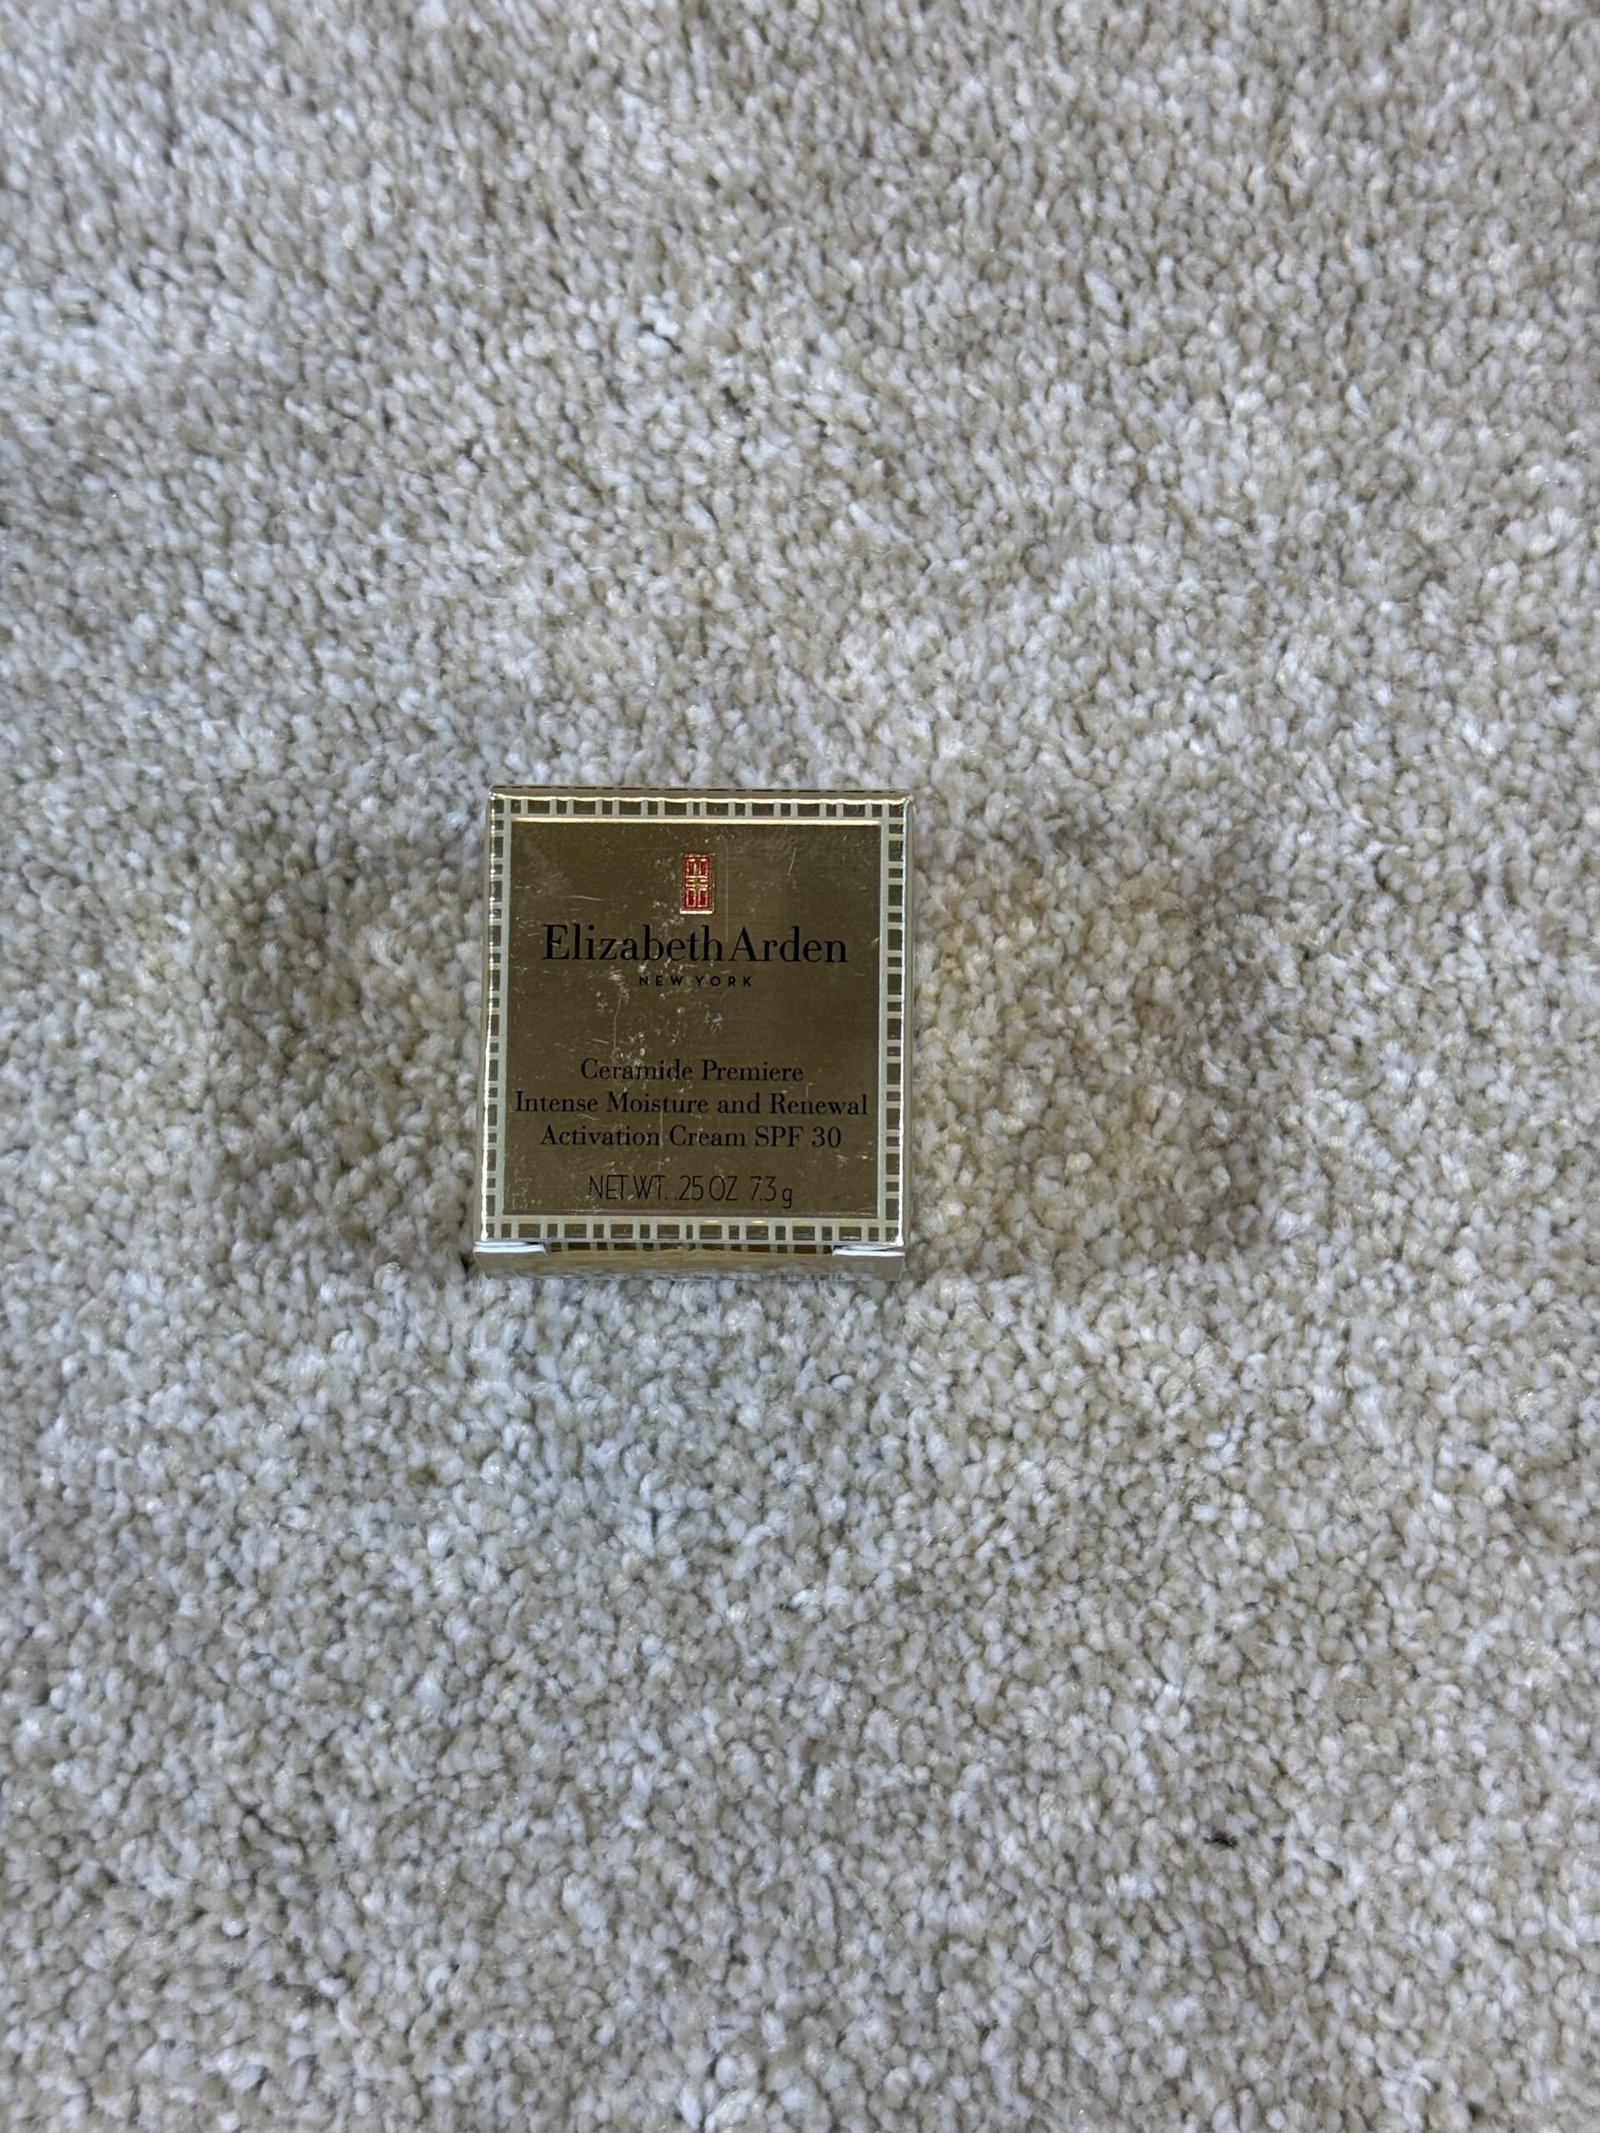 Elizabeth Arden
NEW YORK
Ceramide Premiere
Intense Moisture and Renewal
Activation Cream SPF 30
NET WT. .25 OZ 7.3 g